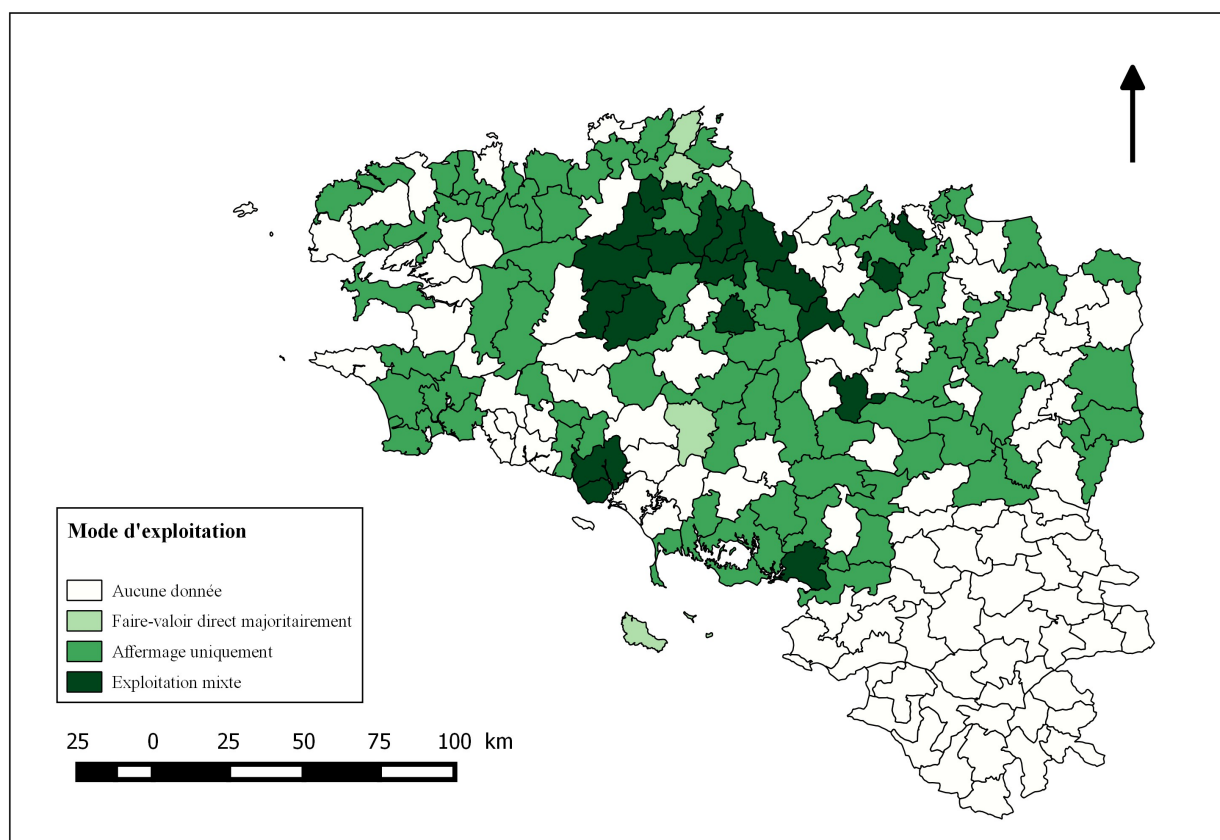 Mode d'exploitation
Aucune donnée
Faire-valoir direct majoritairement
Affermage uniquement
Exploitation mixte
25 0 25 50 75 100 km